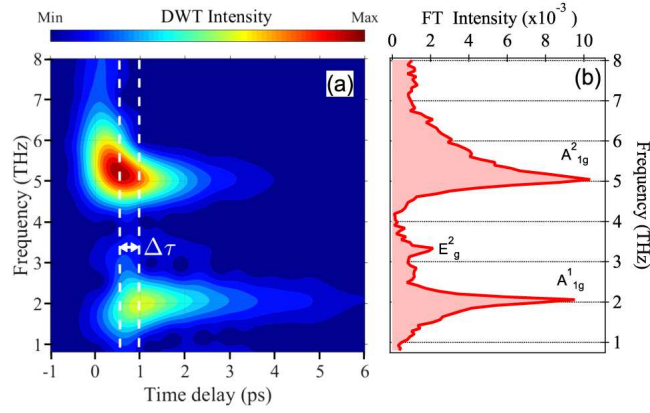 Min DWT Intensity Max
FT Intensity (x10⁻³)
0 2 4 6 8 10
(a)
(b)
8
7
6
5
4
3
2
1
Frequency (THz)
Δτ
-1 0 1 2 3 4 5 6
Time delay (ps)
A²₁g
E²g
A¹₁g
8
7
6
5
4
3
2
1
Frequency (THz)